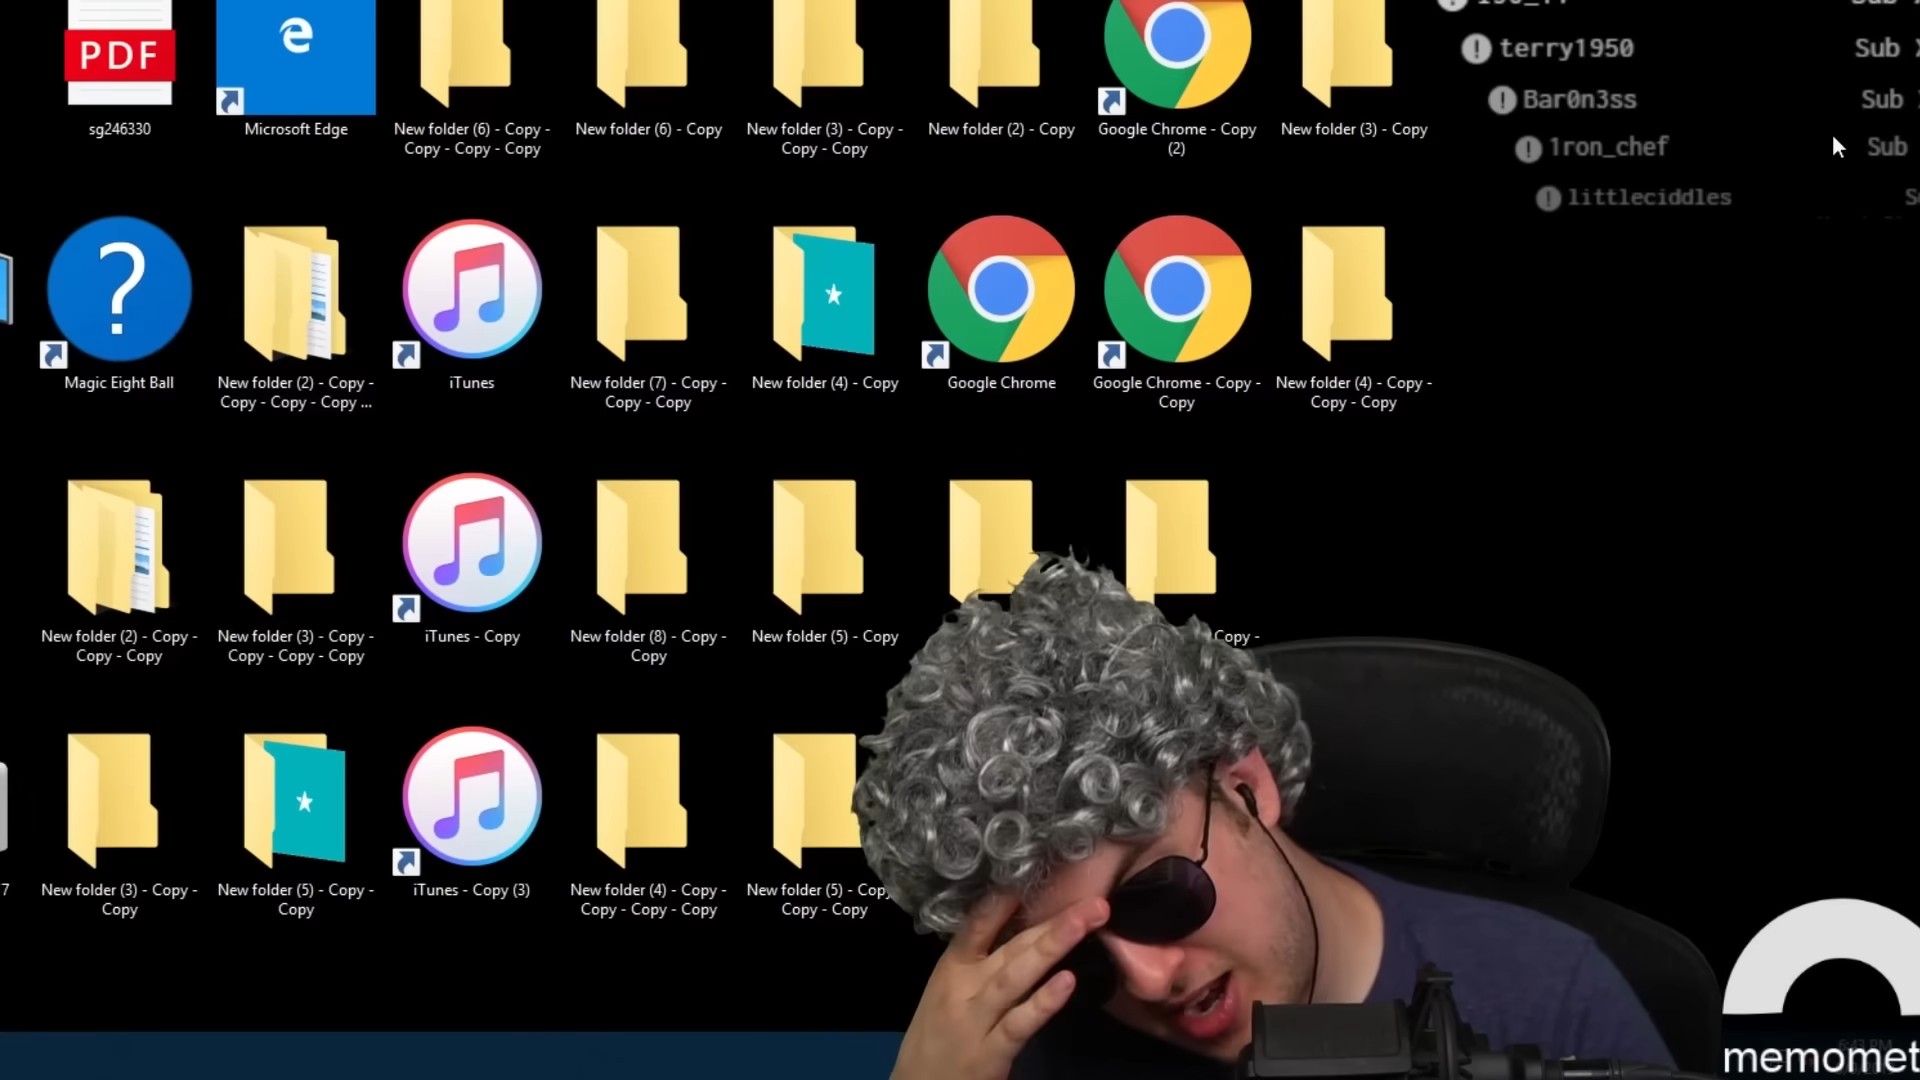 PDF
terry1950
Sub
Bar0n3ss
Sub
1ron_chef
Sub
littleciddles
sg246330
Microsoft Edge
New folder (6) - Copy -
Copy - Copy - Copy
New folder (6) - Copy
New folder (3) - Copy -
Copy - Copy
New folder (2) - Copy
Google Chrome - Copy
(2)
New folder (3) - Copy
?
Magic Eight Ball
New folder (2) - Copy -
Copy - Copy - Copy ...
iTunes
New folder (7) - Copy -
Copy - Copy
New folder (4) - Copy
Google Chrome
Google Chrome - Copy -
Copy
New folder (4) - Copy -
Copy - Copy
New folder (2) - Copy -
Copy - Copy
New folder (3) - Copy -
Copy - Copy - Copy
iTunes - Copy
New folder (8) - Copy -
Copy
New folder (5) - Copy
Copy -
7
New folder (3) - Copy -
Copy
New folder (5) - Copy -
Copy
iTunes - Copy (3)
New folder (4) - Copy -
Copy - Copy - Copy
New folder (5) - Copy
Copy - Copy
memomet